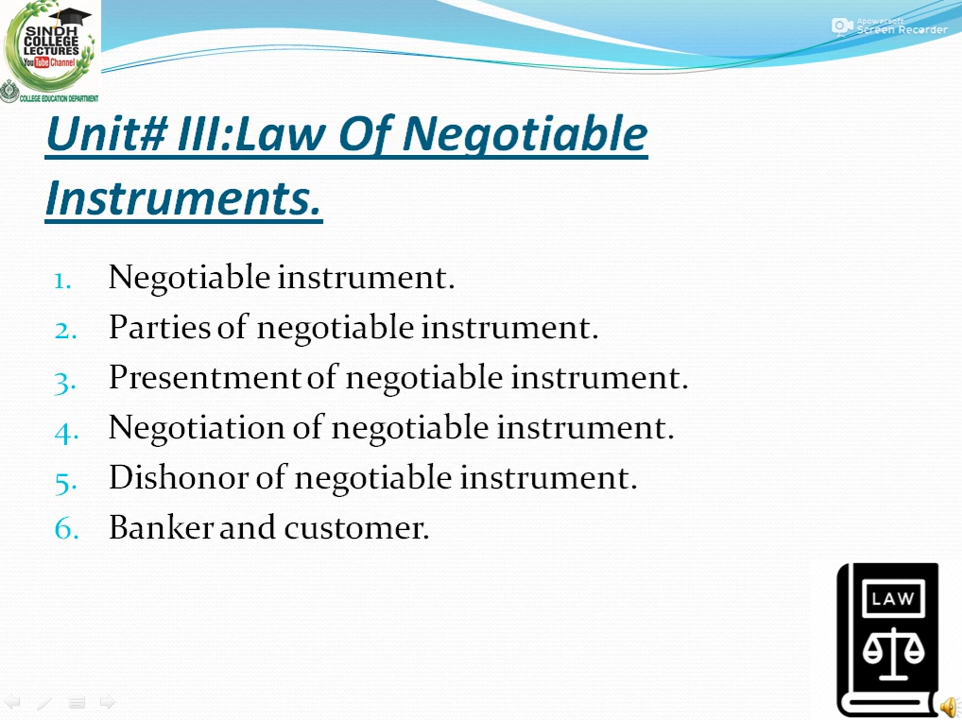 SINDH
COLLEGE
LECTURES
YouTube Channel
COLLEGE EDUCATION DEPARTMENT
Apowersoft
Screen Recorder
Unit# III:Law Of Negotiable
Instruments.
1. Negotiable instrument.
2. Parties of negotiable instrument.
3. Presentment of negotiable instrument.
4. Negotiation of negotiable instrument.
5. Dishonor of negotiable instrument.
6. Banker and customer.
LAW